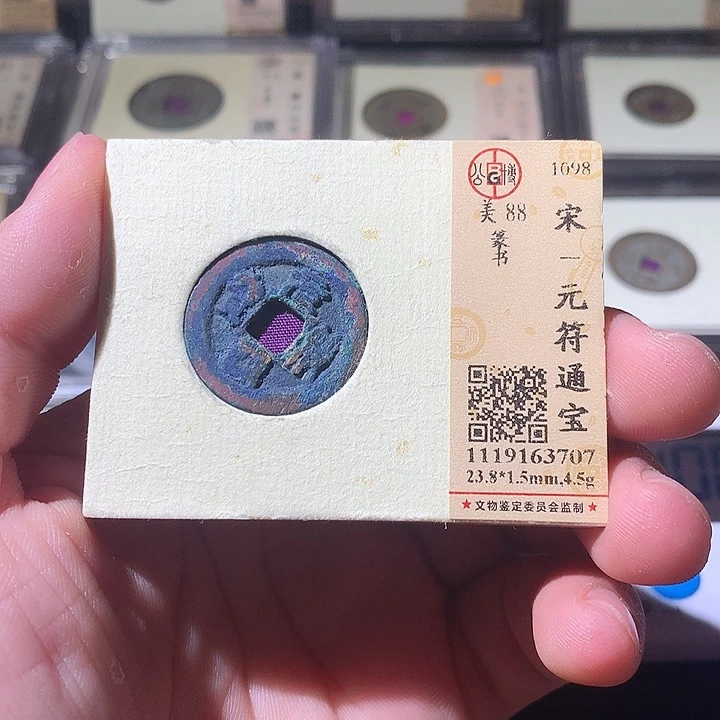 1098
宋一元符通宝
美 88
篆书
1119163707
23.8*1.5mm,4.5g
★文物鉴定委员会监制★